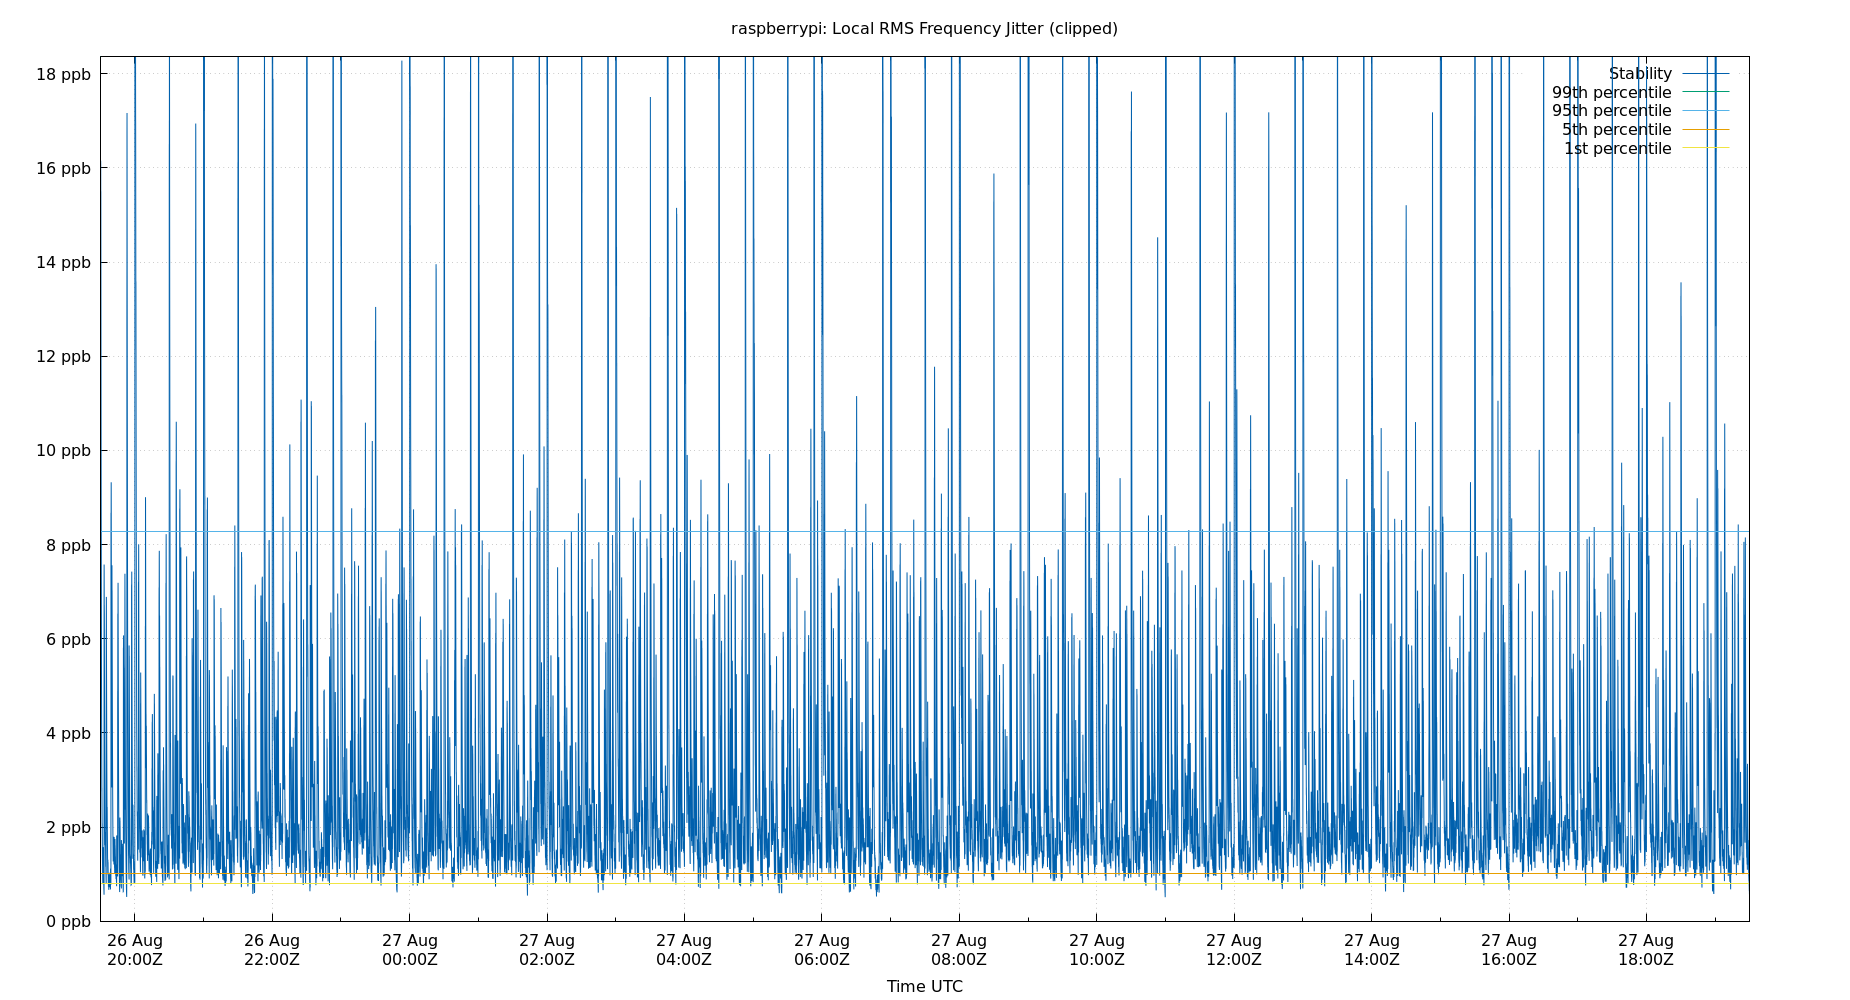 raspberrypi: Local RMS Frequency Jitter (clipped)
18 ppb
16 ppb
14 ppb
12 ppb
10 ppb
8 ppb
6 ppb
4 ppb
2 ppb
0 ppb
Stability
99th percentile
95th percentile
5th percentile
1st percentile
26 Aug 26 Aug 27 Aug 27 Aug 27 Aug 27 Aug 27 Aug 27 Aug 27 Aug 27 Aug 27 Aug 27 Aug
20:00Z 22:00Z 00:00Z 02:00Z 04:00Z 06:00Z 08:00Z 10:00Z 12:00Z 14:00Z 16:00Z 18:00Z
Time UTC